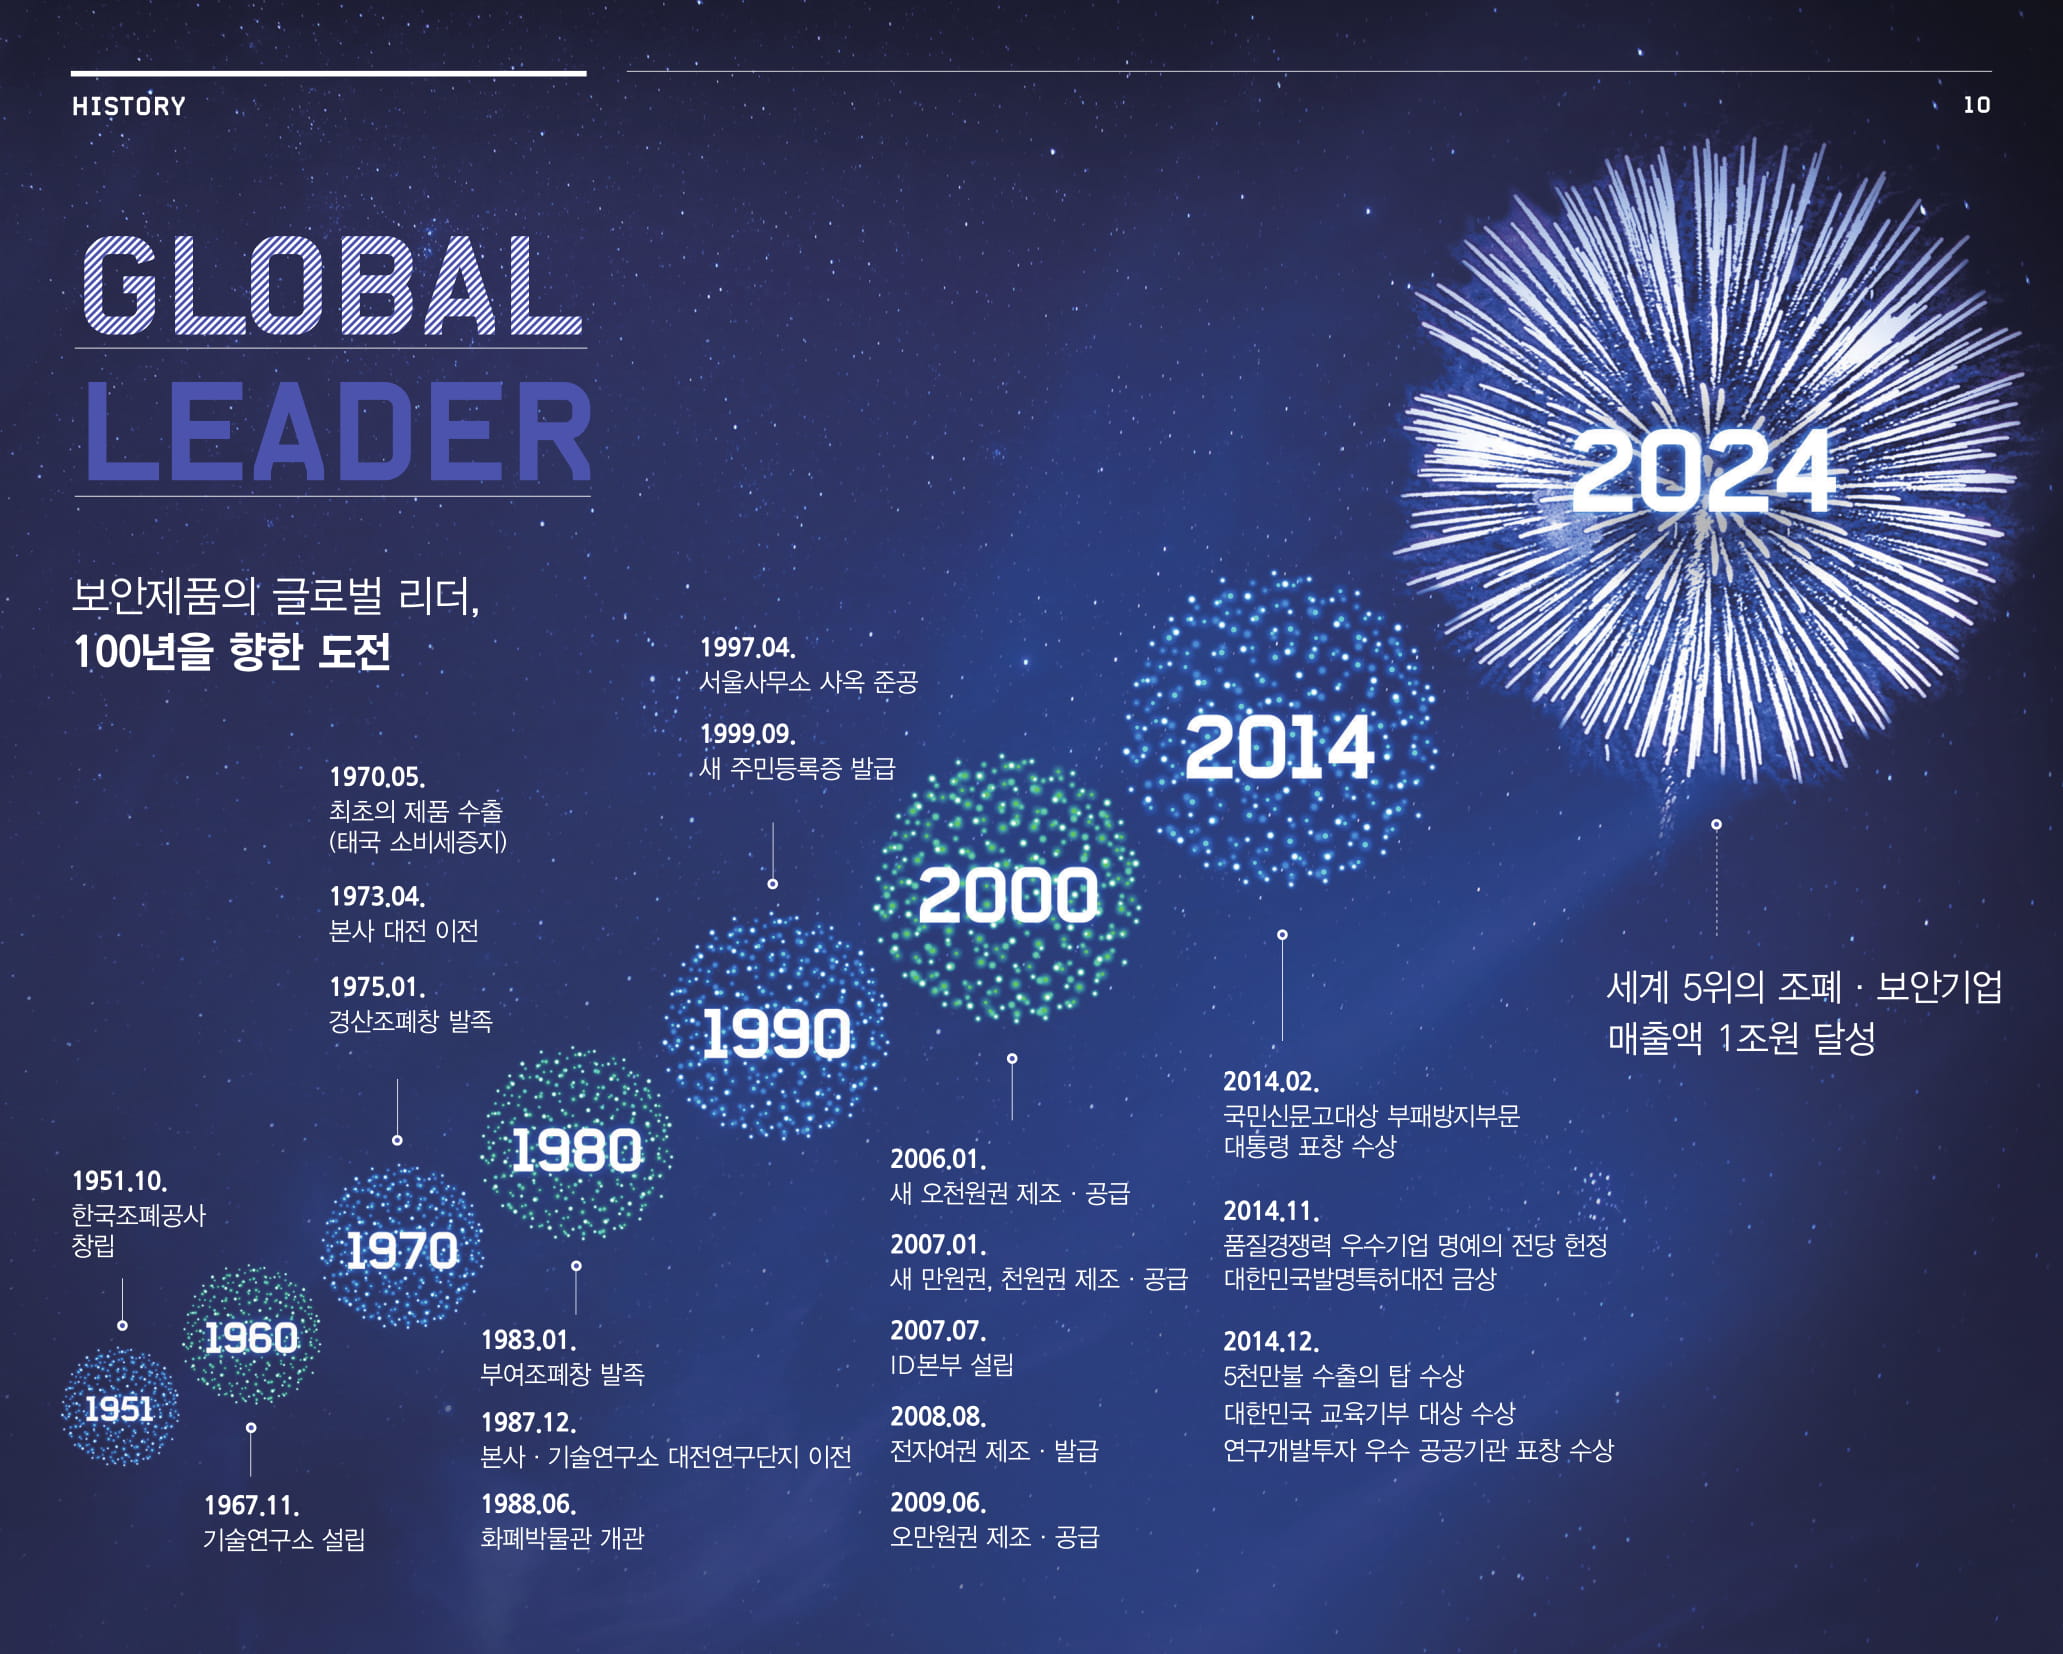 HISTORY
10
GLOBAL
LEADER
보안제품의 글로벌 리더,
100년을 향한 도전
1951.10.
한국조폐공사
창립
1951
1960
1967.11.
기술연구소 설립
1970.05.
최초의 제품 수출
(태국 소비세증지)
1973.04.
본사 대전 이전
1975.01.
경산조폐창 발족
1970
1980
1983.01.
부여조폐창 발족
1987.12.
본사 · 기술연구소 대전연구단지 이전
1988.06.
화폐박물관 개관
1997.04.
서울사무소 사옥 준공
1999.09.
새 주민등록증 발급
1990
2000
2006.01.
새 오천원권 제조 · 공급
2007.01.
새 만원권, 천원권 제조 · 공급
2007.07.
ID본부 설립
2008.08.
전자여권 제조 · 발급
2009.06.
오만원권 제조 · 공급
2014
2014.02.
국민신문고대상 부패방지부문
대통령 표창 수상
2014.11.
품질경쟁력 우수기업 명예의 전당 헌정
대한민국발명특허대전 금상
2014.12.
5천만불 수출의 탑 수상
대한민국 교육기부 대상 수상
연구개발투자 우수 공공기관 표창 수상
2024
세계 5위의 조폐 · 보안기업
매출액 1조원 달성